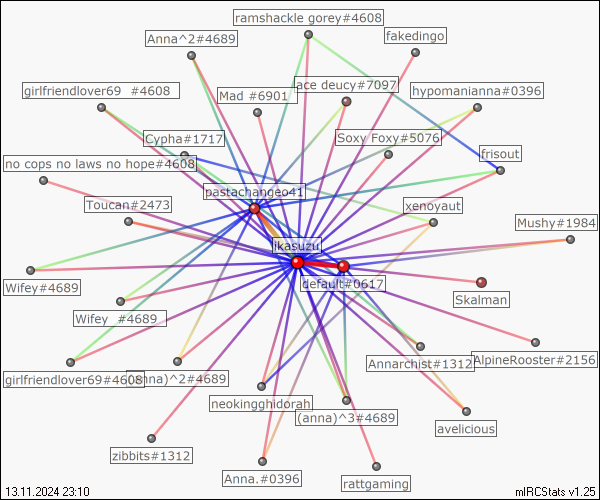 ramshackle gorey#4608
fakedingo
Anna^2#4689
girlfriendlover69 #4608
Mad #6901
ace deucy#7097
hypomanianna#0396
Cypha#1717
Soxy Foxy#5076
no cops no laws no hope#4608
frisout
pastachangeo41
Toucan#2473
xenoyaut
Mushy#1984
ikasuzu
Wifey#4689
default#0617
Skalman
Wifey #4689
girlfriendlover69#4608
(anna)^2#4689
Annarchist#1312
AlpineRooster#2156
neokingghidorah
(anna)^3#4689
avelicious
zibbits#1312
Anna.#0396
rattgaming
13.11.2024 23:10
mIRCStats v1.25